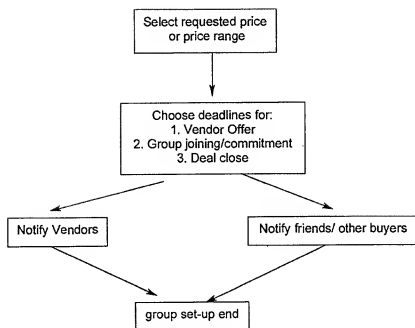 Select requested price
or price range
Choose deadlines for:
1. Vendor Offer
2. Group joining/commitment
3. Deal close
Notify Vendors
Notify friends/ other buyers
group set-up end